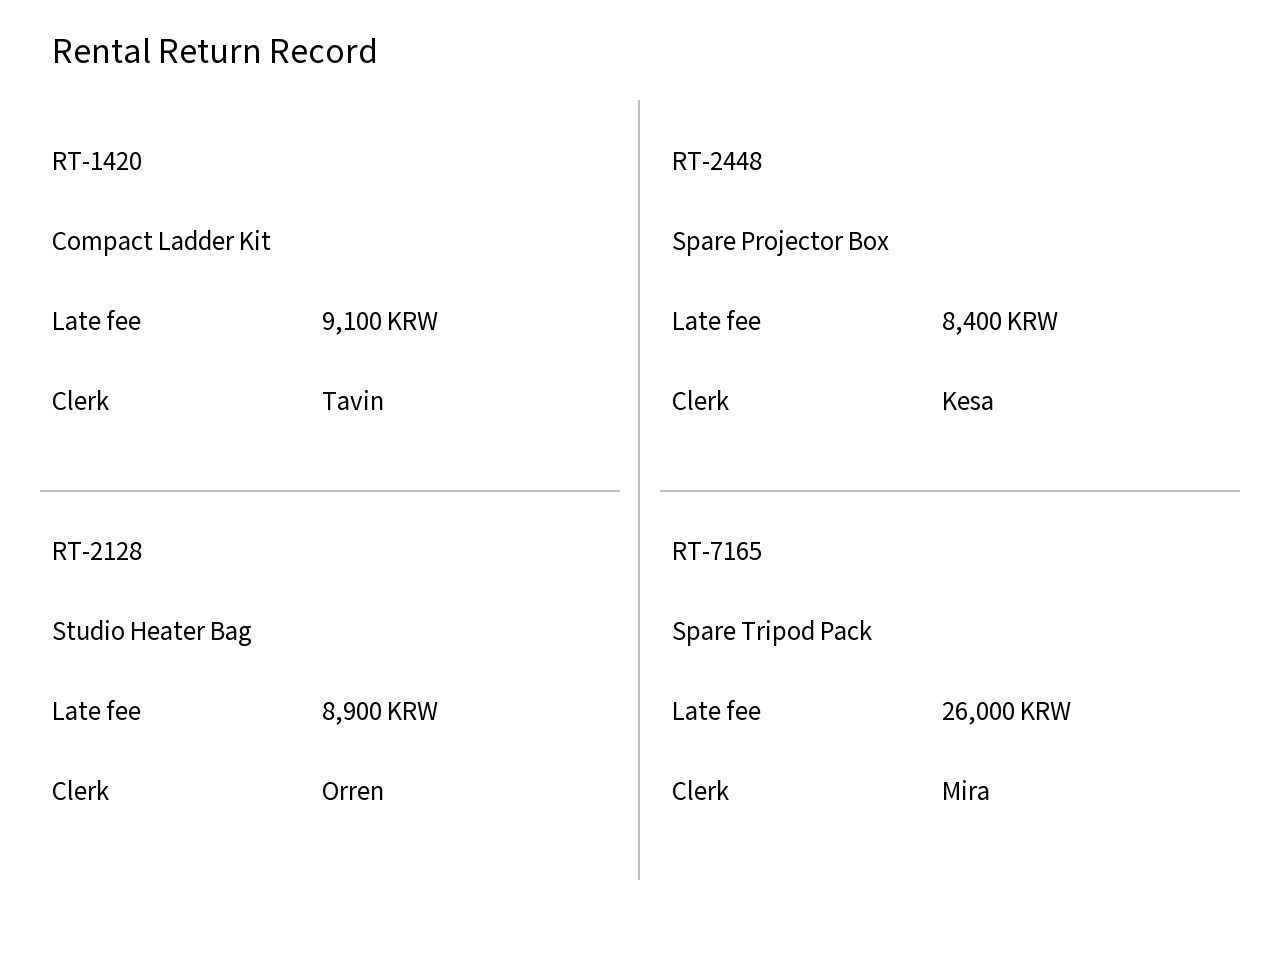 Rental Return Record
RT-1420
Compact Ladder Kit
Late fee 9,100 KRW
Clerk Tavin
RT-2128
Studio Heater Bag
Late fee 8,900 KRW
Clerk Orren
RT-2448
Spare Projector Box
Late fee 8,400 KRW
Clerk Kesa
RT-7165
Spare Tripod Pack
Late fee 26,000 KRW
Clerk Mira